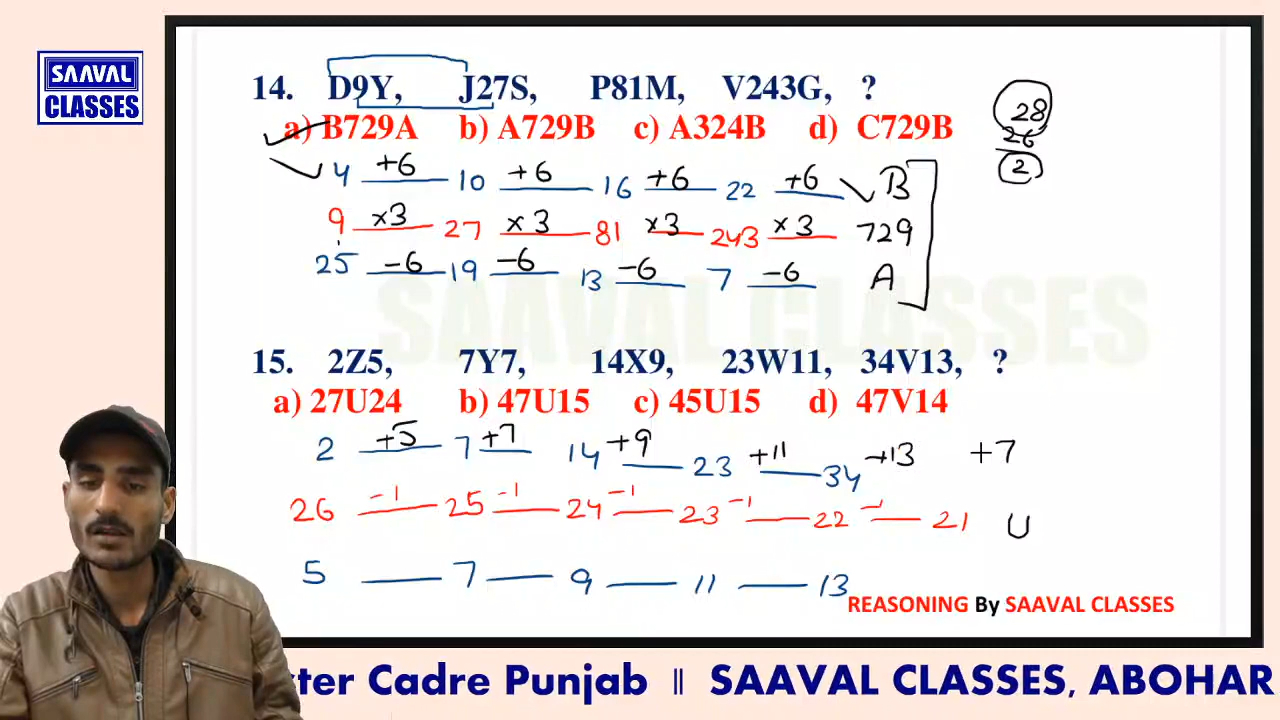 SAAVAL
CLASSES
14. D9Y, J27S, P81M, V243G, ?
a) B729A b) A729B c) A324B d) C729B
28
26
2
4 +6 10 +6 16 +6 22 +6 B
9 ×3 27 ×3 81 ×3 243 ×3 729
25 -6 19 -6 13 -6 7 -6 A
SAAVAL CLASSES
15. 2Z5, 7Y7, 14X9, 23W11, 34V13, ?
a) 27U24 b) 47U15 c) 45U15 d) 47V14
2 +5 7 +7 14 +9 23 +11 34 +13 +7
26 -1 25 -1 24 -1 23 -1 22 -1 21 U
5 7 9 11 13
REASONING By SAAVAL CLASSES
ster Cadre Punjab || SAAVAL CLASSES, ABOHAR